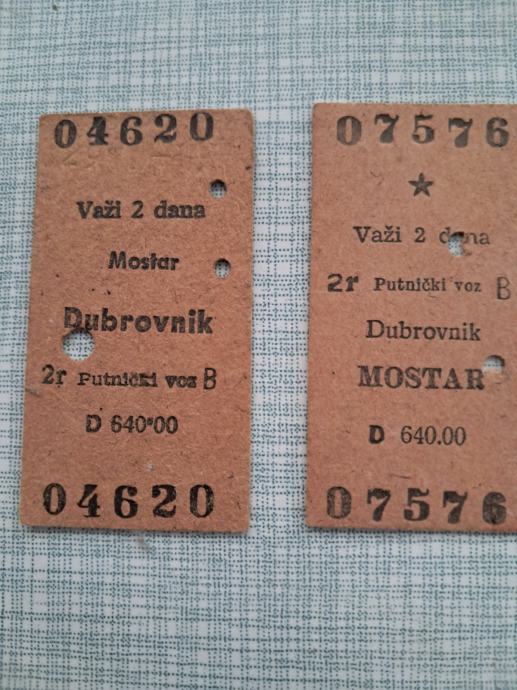 04620
Važi 2 dana
Mostar
Dubrovnik
2r Putnički voz B
D 640·00
04620
07576
★
Važi 2 dana
2r Putnički voz B
Dubrovnik
MOSTAR
D 640.00
07576